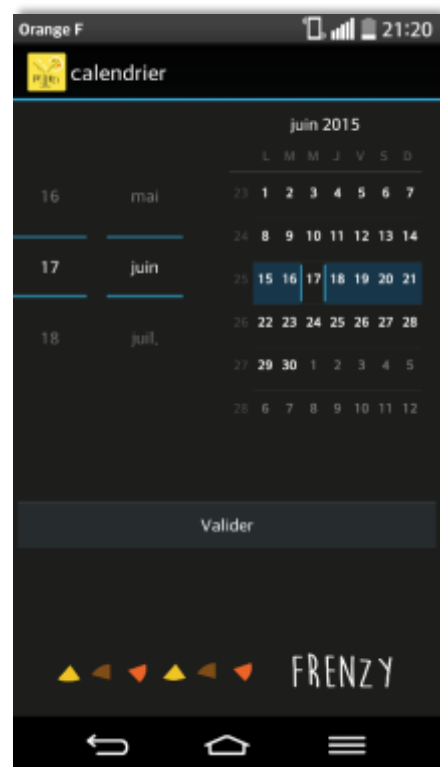 Orange F 21:20
calendrier
juin 2015
L M M J V S D
16 mai 23 1 2 3 4 5 6 7
24 8 9 10 11 12 13 14
17 juin 25 15 16 17 18 19 20 21
18 juil. 26 22 23 24 25 26 27 28
27 29 30 1 2 3 4 5
28 6 7 8 9 10 11 12
Valider
FRENZY